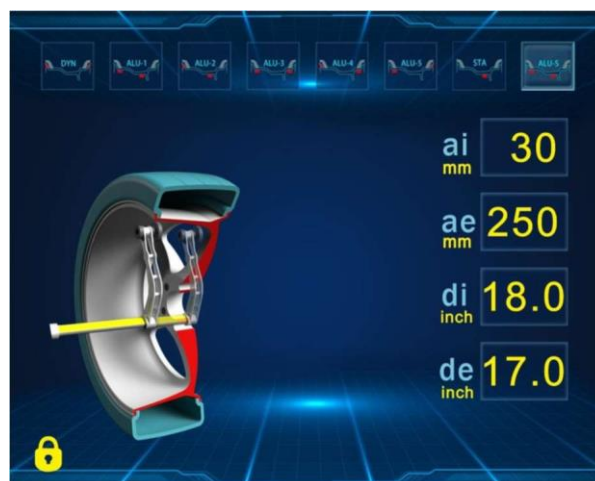 DYN ALU-1 ALU-2 ALU-3 ALU-4 ALU-5 STA ALU-S
ai 30
mm
ae 250
mm
di 18.0
inch
de 17.0
inch